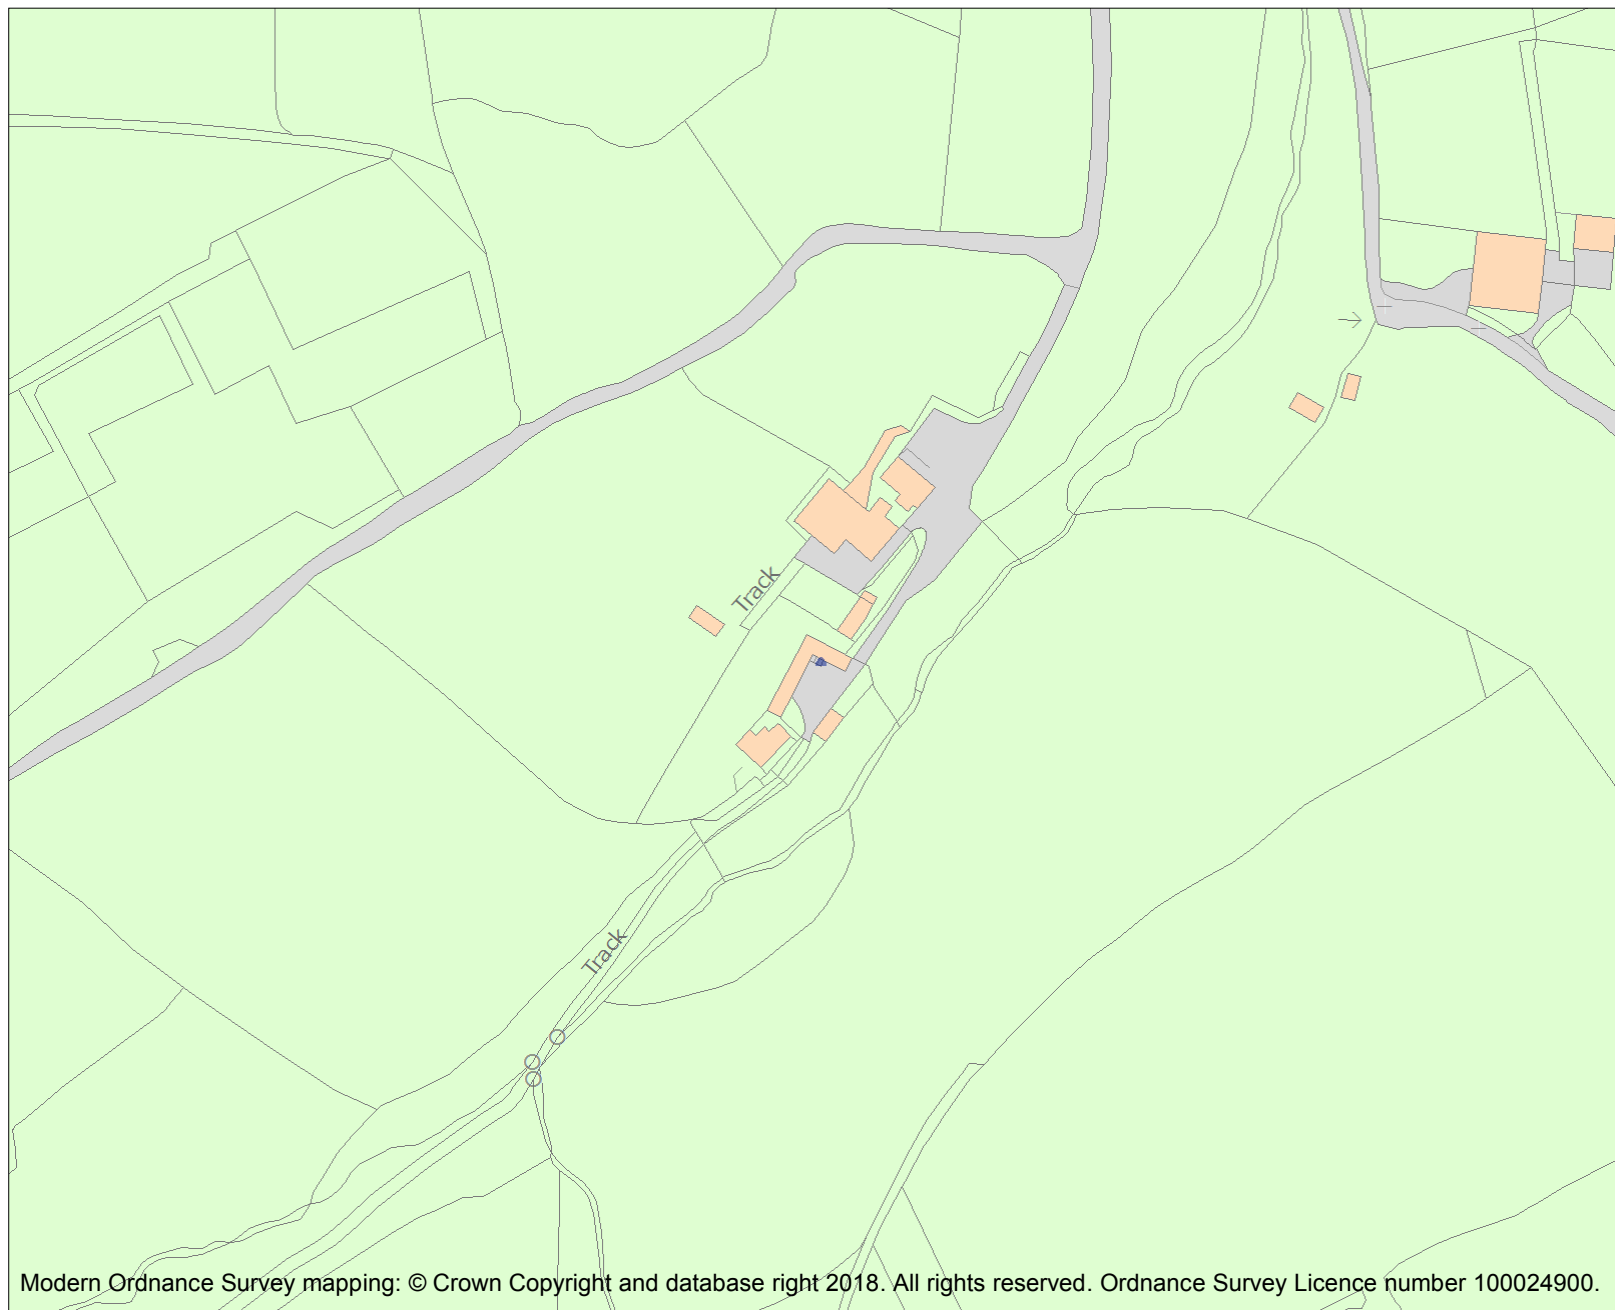 Track
Track
Modern Ordnance Survey mapping: © Crown Copyright and database right 2018. All rights reserved. Ordnance Survey Licence number 100024900.